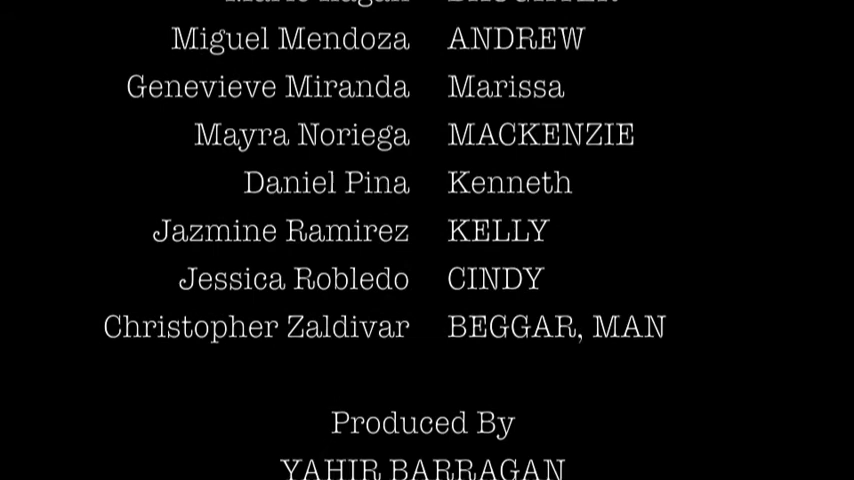 Miguel Mendoza ANDREW
Genevieve Miranda Marissa
Mayra Noriega MACKENZIE
Daniel Pina Kenneth
Jazmine Ramirez KELLY
Jessica Robledo CINDY
Christopher Zaldivar BEGGAR, MAN
Produced By
YAHIR BARRAGAN